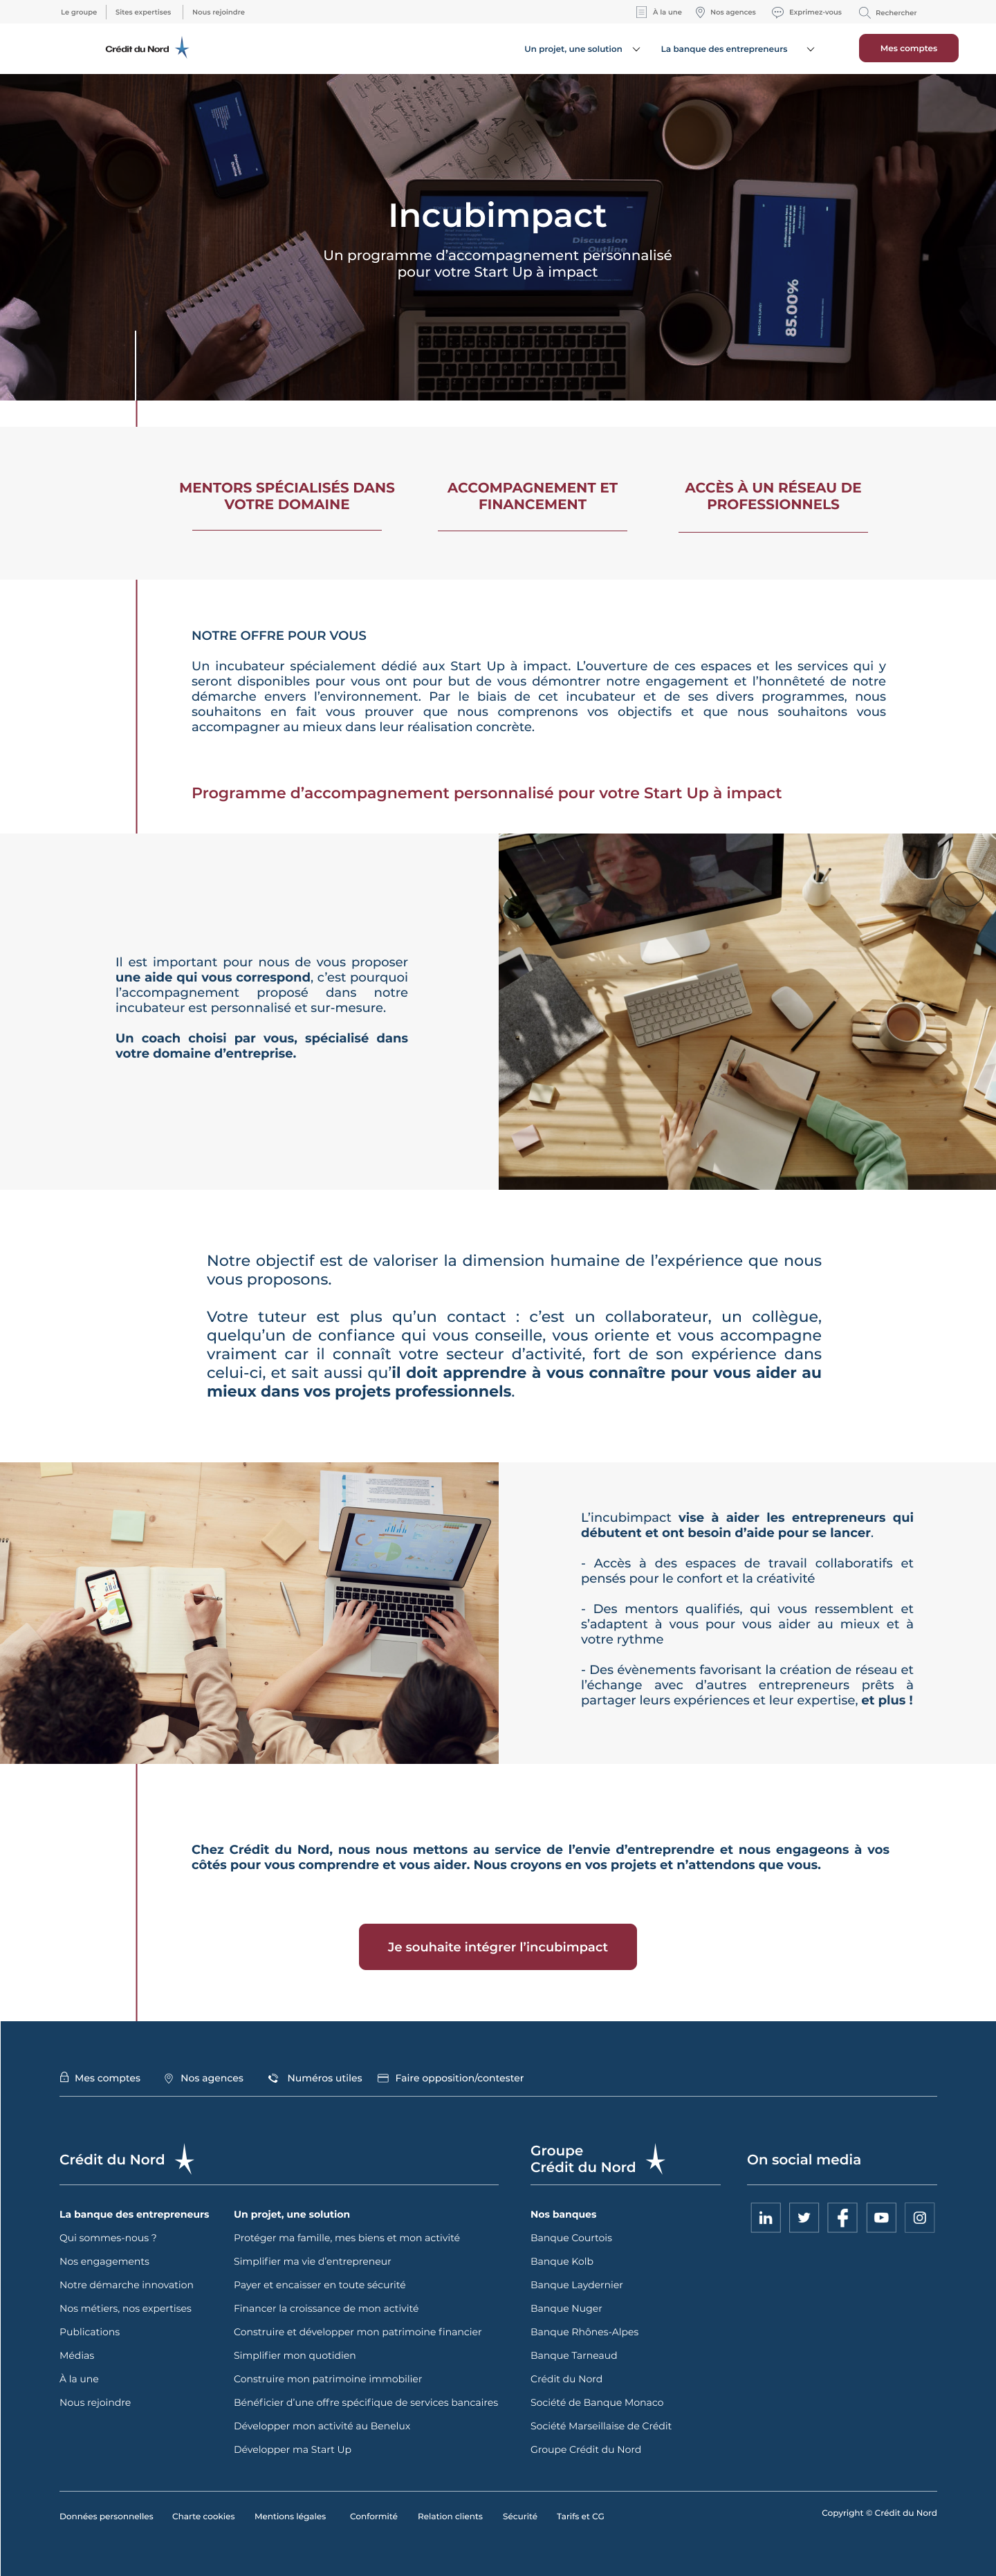 Le groupe
Sites expertises
Nous rejoindre
À la une
Nos agences
Exprimez-vous
Rechercher
Crédit du Nord
Un projet, une solution
La banque des entrepreneurs
Mes comptes
Incubimpact
Discussion
Outline
Un programme d’accompagnement personnalisé
pour votre Start Up à impact
85.00%
MENTORS SPÉCIALISÉS DANS
VOTRE DOMAINE
ACCOMPAGNEMENT ET
FINANCEMENT
ACCÈS À UN RÉSEAU DE
PROFESSIONNELS
NOTRE OFFRE POUR VOUS
Un incubateur spécialement dédié aux Start Up à impact. L’ouverture de ces espaces et les services qui y
seront disponibles pour vous ont pour but de vous démontrer notre engagement et l’honnêteté de notre
démarche envers l’environnement. Par le biais de cet incubateur et de ses divers programmes, nous
souhaitons en fait vous prouver que nous comprenons vos objectifs et que nous souhaitons vous
accompagner au mieux dans leur réalisation concrète.
Programme d’accompagnement personnalisé pour votre Start Up à impact
Il est important pour nous de vous proposer
une aide qui vous correspond, c’est pourquoi
l’accompagnement proposé dans notre
incubateur est personnalisé et sur-mesure.
Un coach choisi par vous, spécialisé dans
votre domaine d’entreprise.
Notre objectif est de valoriser la dimension humaine de l’expérience que nous
vous proposons.
Votre tuteur est plus qu’un contact : c’est un collaborateur, un collègue,
quelqu’un de confiance qui vous conseille, vous oriente et vous accompagne
vraiment car il connaît votre secteur d’activité, fort de son expérience dans
celui-ci, et sait aussi qu’il doit apprendre à vous connaître pour vous aider au
mieux dans vos projets professionnels.
L’incubimpact vise à aider les entrepreneurs qui
débutent et ont besoin d’aide pour se lancer.
- Accès à des espaces de travail collaboratifs et
pensés pour le confort et la créativité
- Des mentors qualifiés, qui vous ressemblent et
s’adaptent à vous pour vous aider au mieux et à
votre rythme
- Des évènements favorisant la création de réseau et
l’échange avec d’autres entrepreneurs prêts à
partager leurs expériences et leur expertise, et plus !
Chez Crédit du Nord, nous nous mettons au service de l’envie d’entreprendre et nous engageons à vos
côtés pour vous comprendre et vous aider. Nous croyons en vos projets et n’attendons que vous.
Je souhaite intégrer l’incubimpact
Mes comptes
Nos agences
Numéros utiles
Faire opposition/contester
Crédit du Nord
Groupe
Crédit du Nord
On social media
La banque des entrepreneurs
Qui sommes-nous ?
Nos engagements
Notre démarche innovation
Nos métiers, nos expertises
Publications
Médias
À la une
Nous rejoindre
Un projet, une solution
Protéger ma famille, mes biens et mon activité
Simplifier ma vie d’entrepreneur
Payer et encaisser en toute sécurité
Financer la croissance de mon activité
Construire et développer mon patrimoine financier
Simplifier mon quotidien
Construire mon patrimoine immobilier
Bénéficier d’une offre spécifique de services bancaires
Développer mon activité au Benelux
Développer ma Start Up
Nos banques
Banque Courtois
Banque Kolb
Banque Laydernier
Banque Nuger
Banque Rhônes-Alpes
Banque Tarneaud
Crédit du Nord
Société de Banque Monaco
Société Marseillaise de Crédit
Groupe Crédit du Nord
Données personnelles
Charte cookies
Mentions légales
Conformité
Relation clients
Sécurité
Tarifs et CG
Copyright © Crédit du Nord